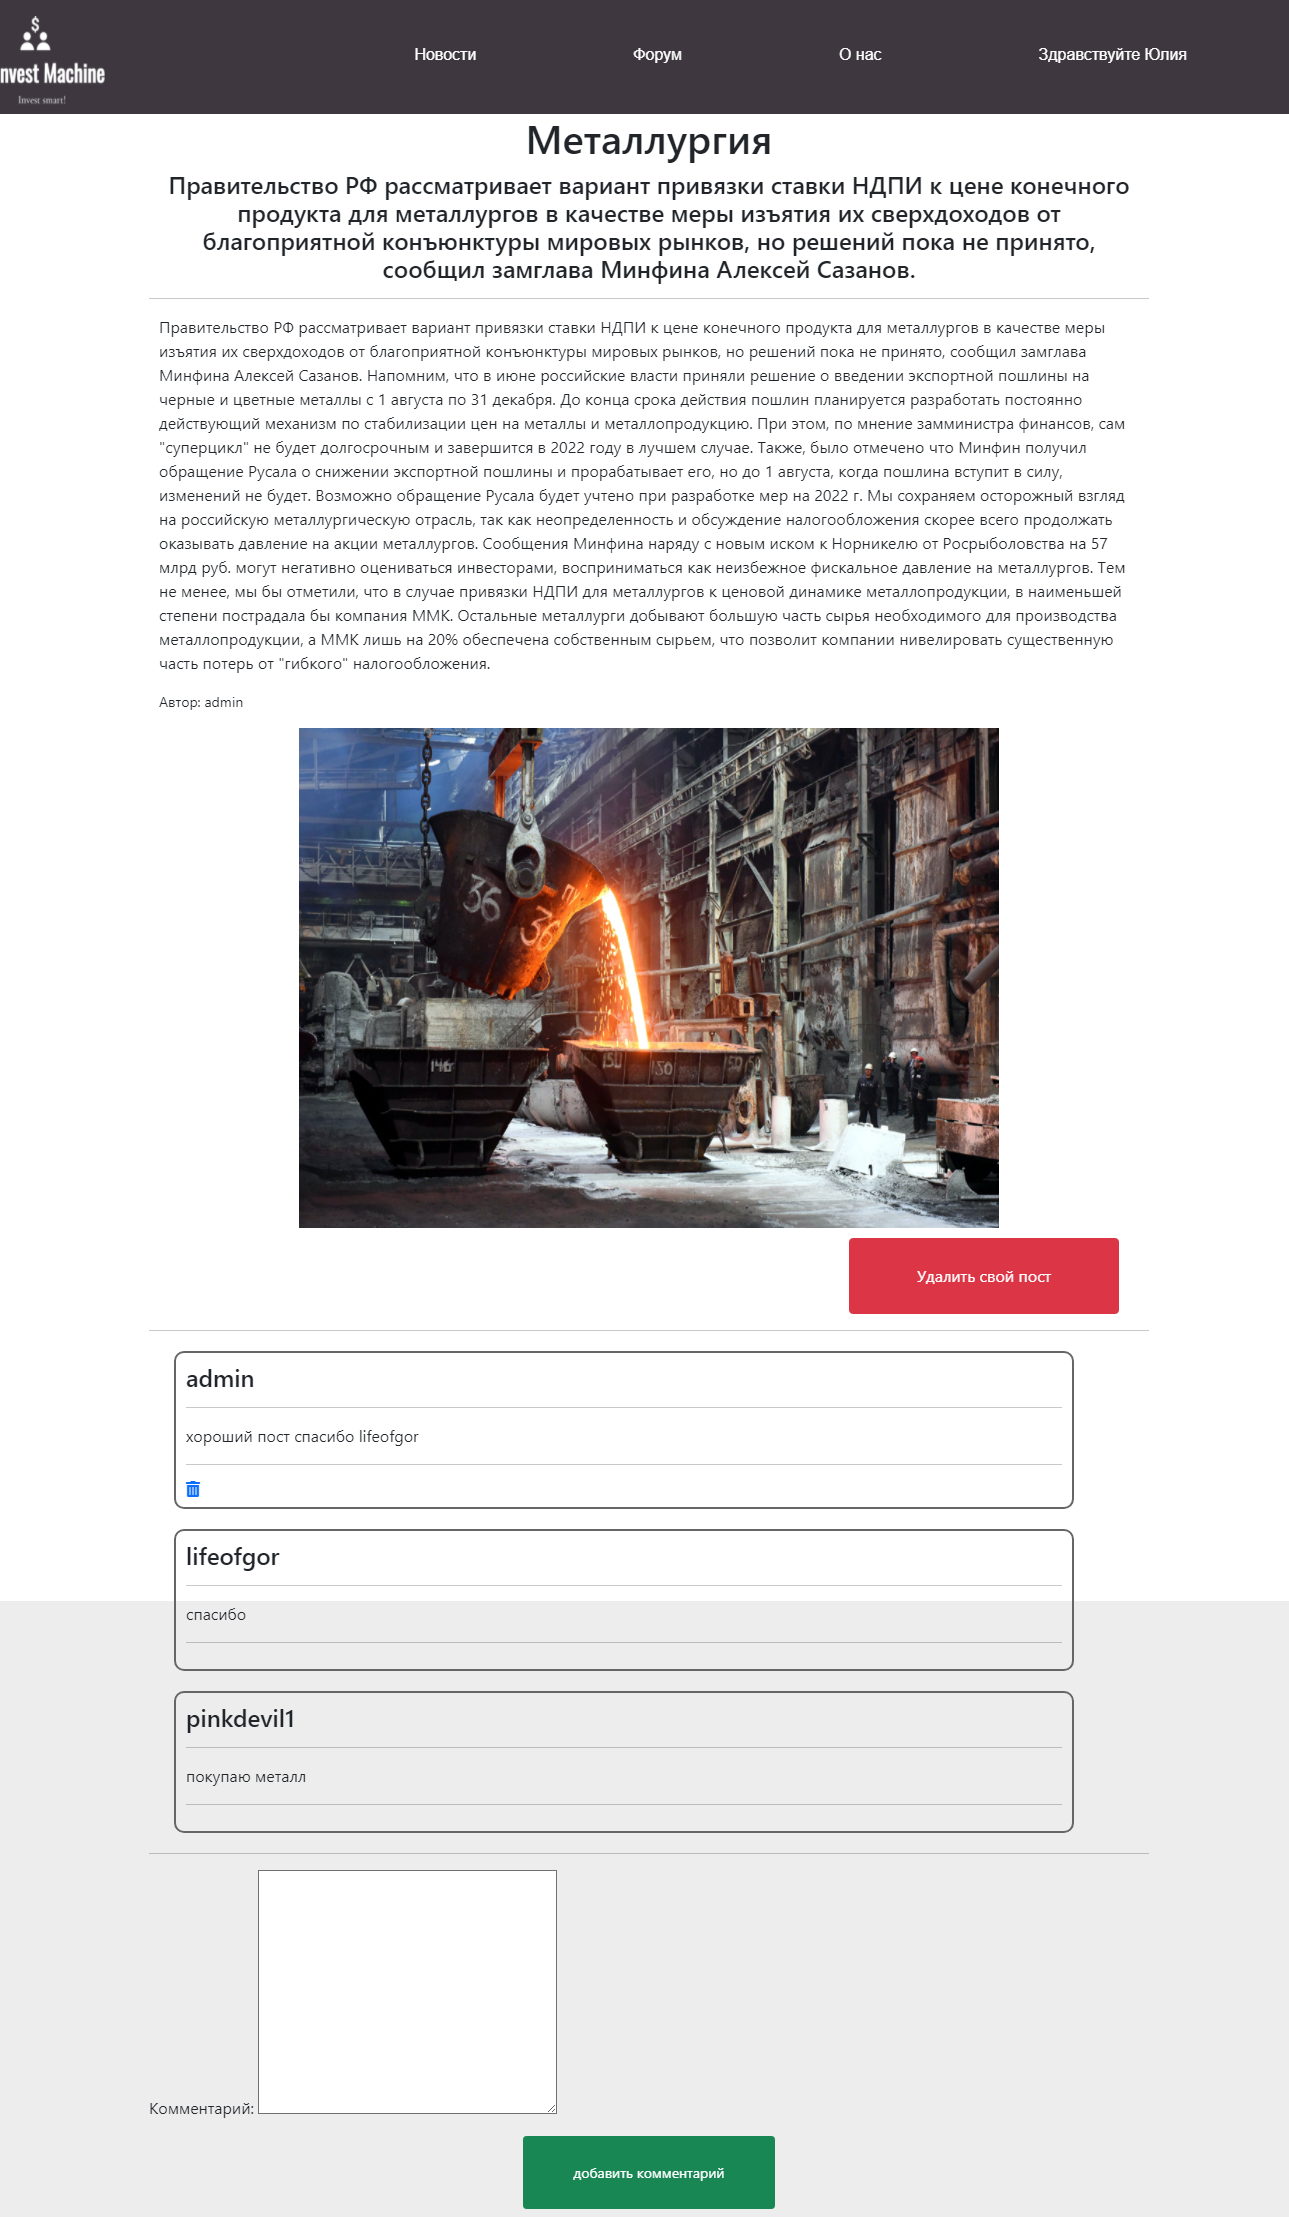 $
nvest Machine
Invest smart!
Новости
Форум
О нас
Здравствуйте Юлия
Металлургия
Правительство РФ рассматривает вариант привязки ставки НДПИ к цене конечного
продукта для металлургов в качестве меры изъятия их сверхдоходов от
благоприятной конъюнктуры мировых рынков, но решений пока не принято,
сообщил замглава Минфина Алексей Сазанов.
Правительство РФ рассматривает вариант привязки ставки НДПИ к цене конечного продукта для металлургов в качестве меры
изъятия их сверхдоходов от благоприятной конъюнктуры мировых рынков, но решений пока не принято, сообщил замглава
Минфина Алексей Сазанов. Напомним, что в июне российские власти приняли решение о введении экспортной пошлины на
черные и цветные металлы с 1 августа по 31 декабря. До конца срока действия пошлин планируется разработать постоянно
действующий механизм по стабилизации цен на металлы и металлопродукцию. При этом, по мнение замминистра финансов, сам
"суперцикл" не будет долгосрочным и завершится в 2022 году в лучшем случае. Также, было отмечено что Минфин получил
обращение Русала о снижении экспортной пошлины и прорабатывает его, но до 1 августа, когда пошлина вступит в силу,
изменений не будет. Возможно обращение Русала будет учтено при разработке мер на 2022 г. Мы сохраняем осторожный взгляд
на российскую металлургическую отрасль, так как неопределенность и обсуждение налогообложения скорее всего продолжать
оказывать давление на акции металлургов. Сообщения Минфина наряду с новым иском к Норникелю от Росрыболовства на 57
млрд руб. могут негативно оцениваться инвесторами, восприниматься как неизбежное фискальное давление на металлургов. Тем
не менее, мы бы отметили, что в случае привязки НДПИ для металлургов к ценовой динамике металлопродукции, в наименьшей
степени пострадала бы компания ММК. Остальные металлурги добывают большую часть сырья необходимого для производства
металлопродукции, а ММК лишь на 20% обеспечена собственным сырьем, что позволит компании нивелировать существенную
часть потерь от "гибкого" налогообложения.
Автор: admin
36
36
146
150
120
150
Удалить свой пост
admin
хороший пост спасибо lifeofgor
lifeofgor
спасибо
pinkdevil1
покупаю металл
Комментарий:
добавить комментарий